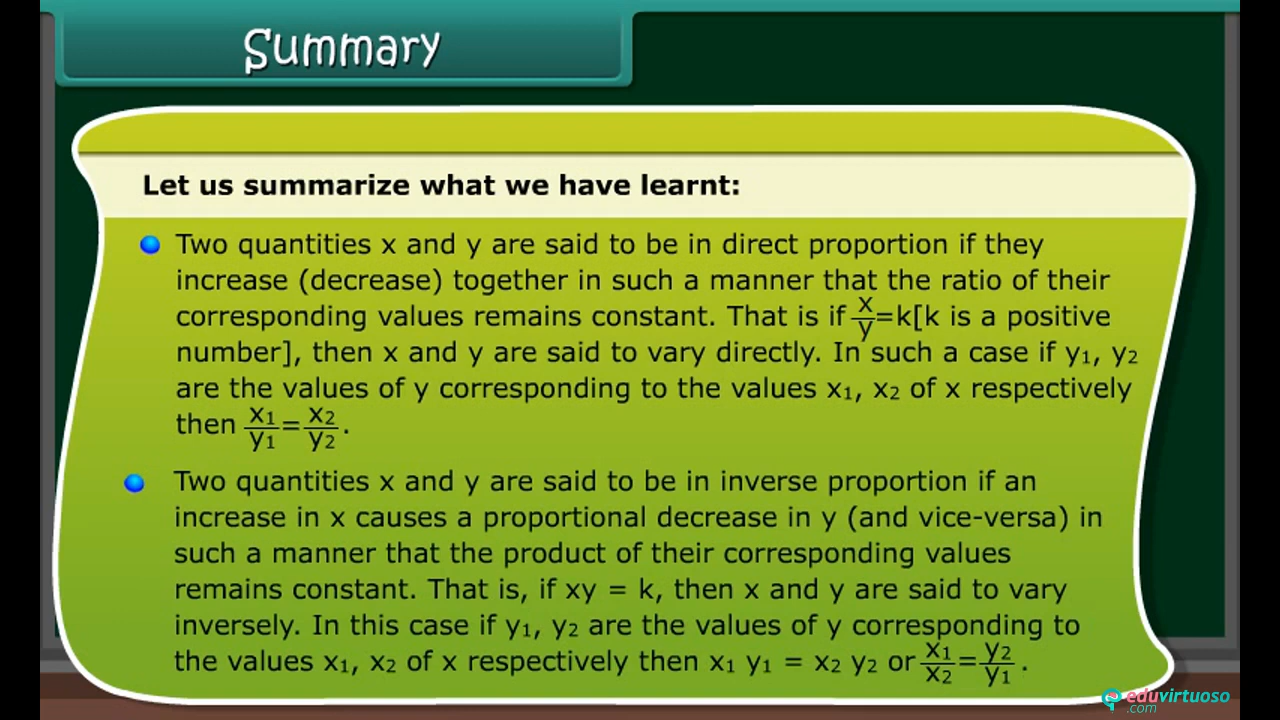 Summary
Let us summarize what we have learnt:
Two quantities x and y are said to be in direct proportion if they
increase (decrease) together in such a manner that the ratio of their
corresponding values remains constant. That is if x/y=k[k is a positive
number], then x and y are said to vary directly. In such a case if y₁, y₂
are the values of y corresponding to the values x₁, x₂ of x respectively
then x₁/y₁=x₂/y₂.
Two quantities x and y are said to be in inverse proportion if an
increase in x causes a proportional decrease in y (and vice-versa) in
such a manner that the product of their corresponding values
remains constant. That is, if xy = k, then x and y are said to vary
inversely. In this case if y₁, y₂ are the values of y corresponding to
the values x₁, x₂ of x respectively then x₁ y₁ = x₂ y₂ or x₁/x₂=y₂/y₁.
eduvirtuoso
.com